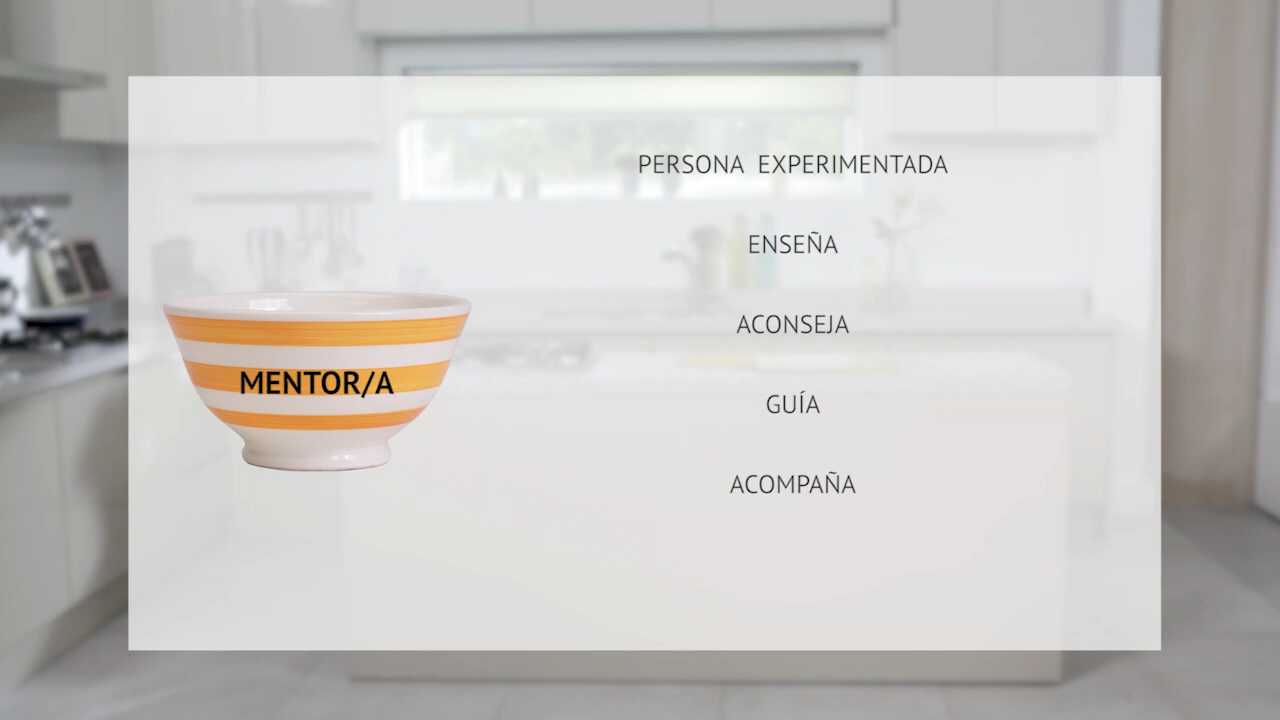 PERSONA EXPERIMENTADA
ENSEÑA
ACONSEJA
MENTOR/A
GUÍA
ACOMPAÑA